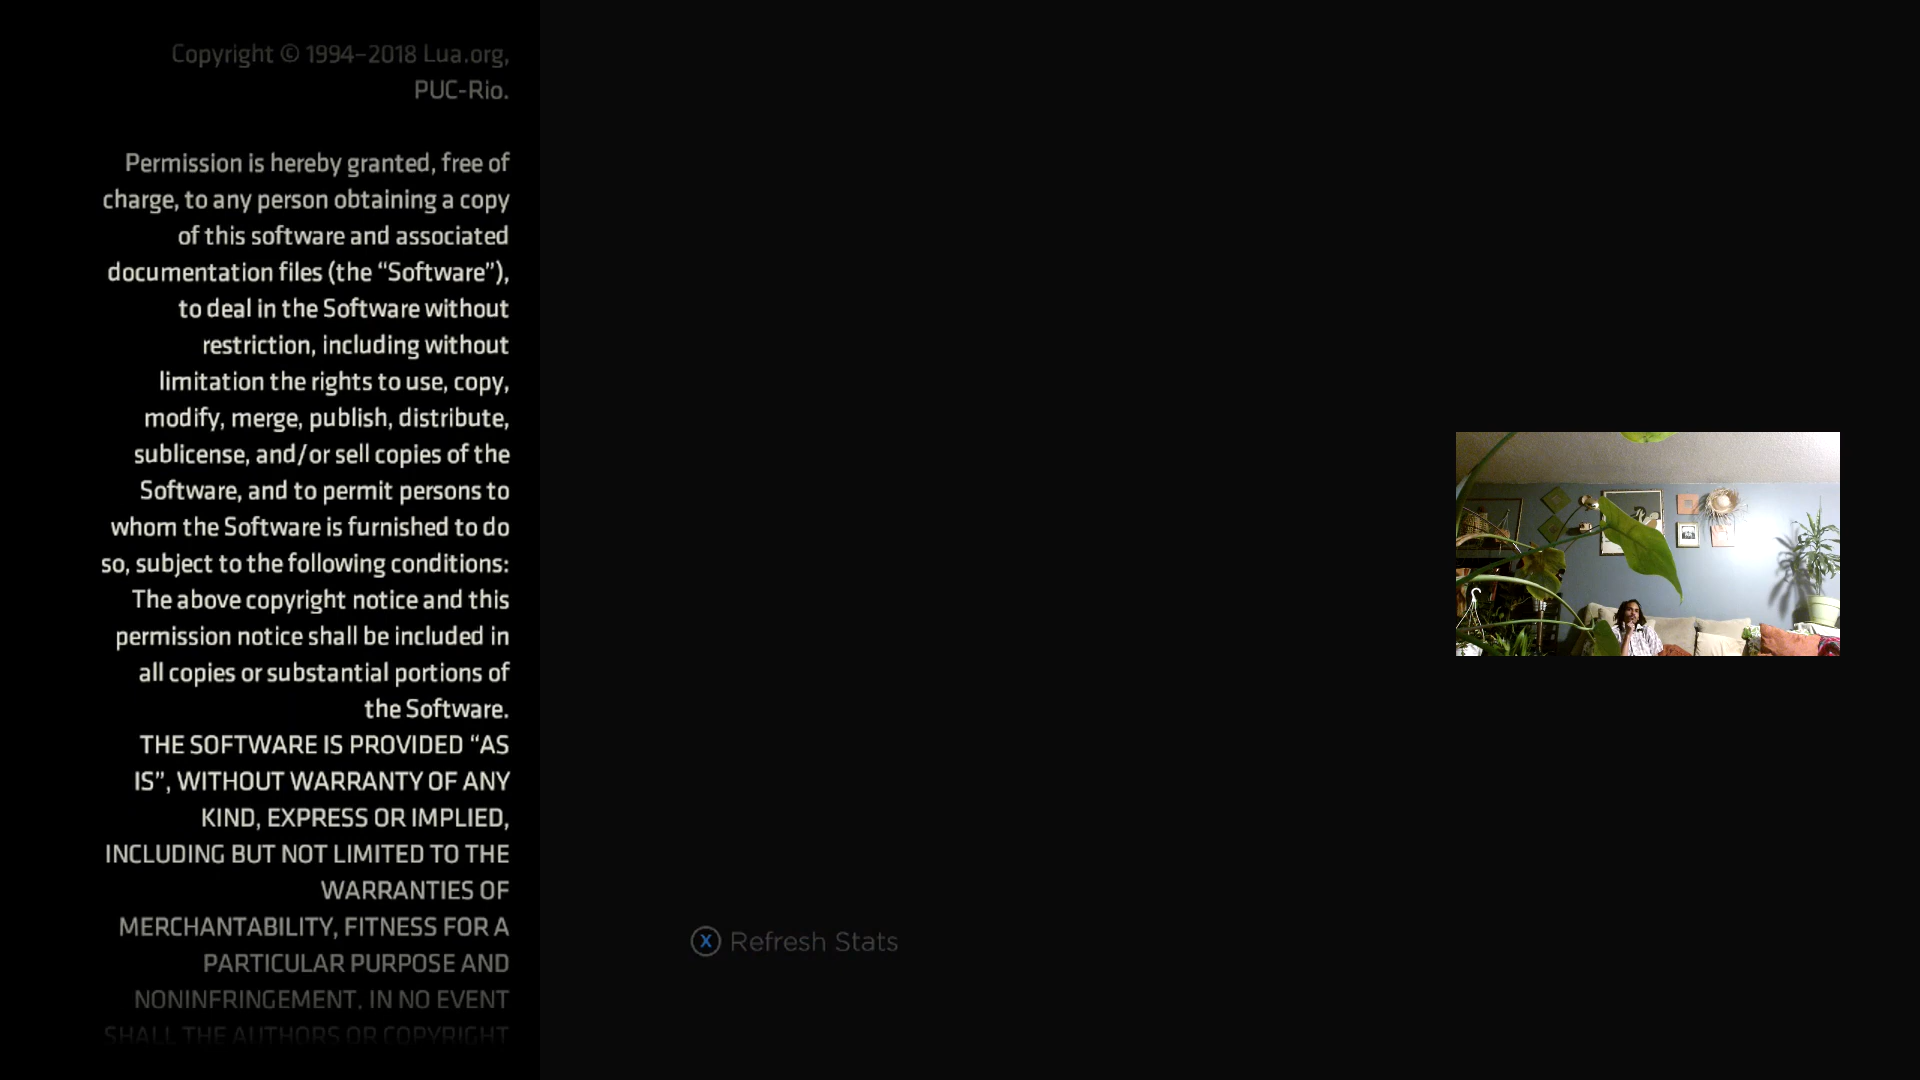 Copyright © 1994–2018 Lua.org,
PUC-Rio.
Permission is hereby granted, free of
charge, to any person obtaining a copy
of this software and associated
documentation files (the “Software”),
to deal in the Software without
restriction, including without
limitation the rights to use, copy,
modify, merge, publish, distribute,
sublicense, and/or sell copies of the
Software, and to permit persons to
whom the Software is furnished to do
so, subject to the following conditions:
The above copyright notice and this
permission notice shall be included in
all copies or substantial portions of
the Software.
THE SOFTWARE IS PROVIDED “AS
IS”, WITHOUT WARRANTY OF ANY
KIND, EXPRESS OR IMPLIED,
INCLUDING BUT NOT LIMITED TO THE
WARRANTIES OF
MERCHANTABILITY, FITNESS FOR A
PARTICULAR PURPOSE AND
NONINFRINGEMENT. IN NO EVENT
SHALL THE AUTHORS OR COPYRIGHT
X Refresh Stats